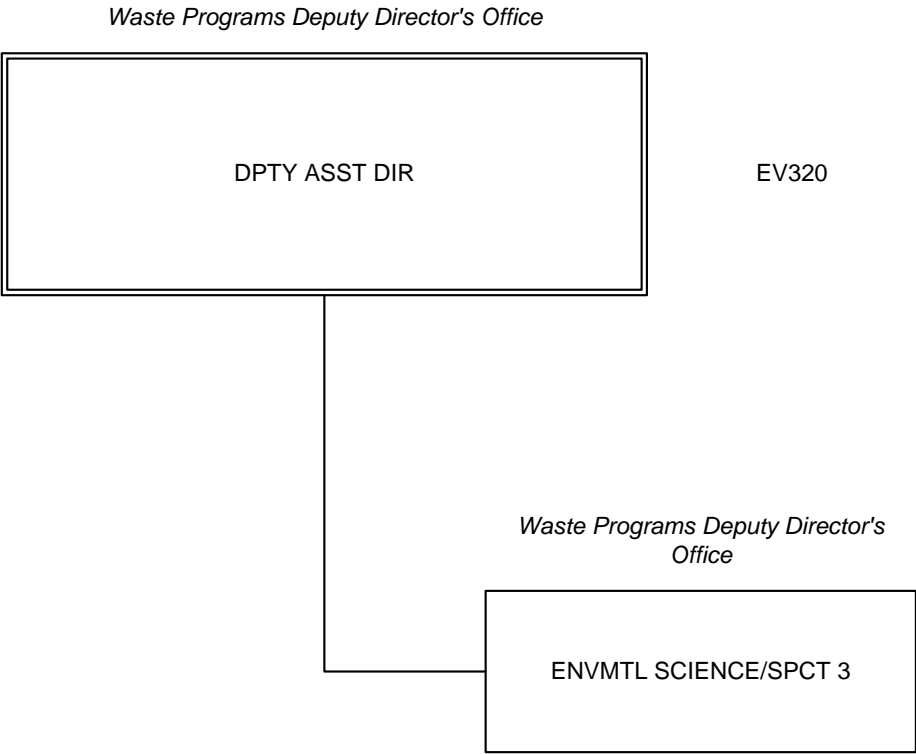 Waste Programs Deputy Director's Office
DPTY ASST DIR
EV320
Waste Programs Deputy Director's
Office
ENVMTL SCIENCE/SPCT 3